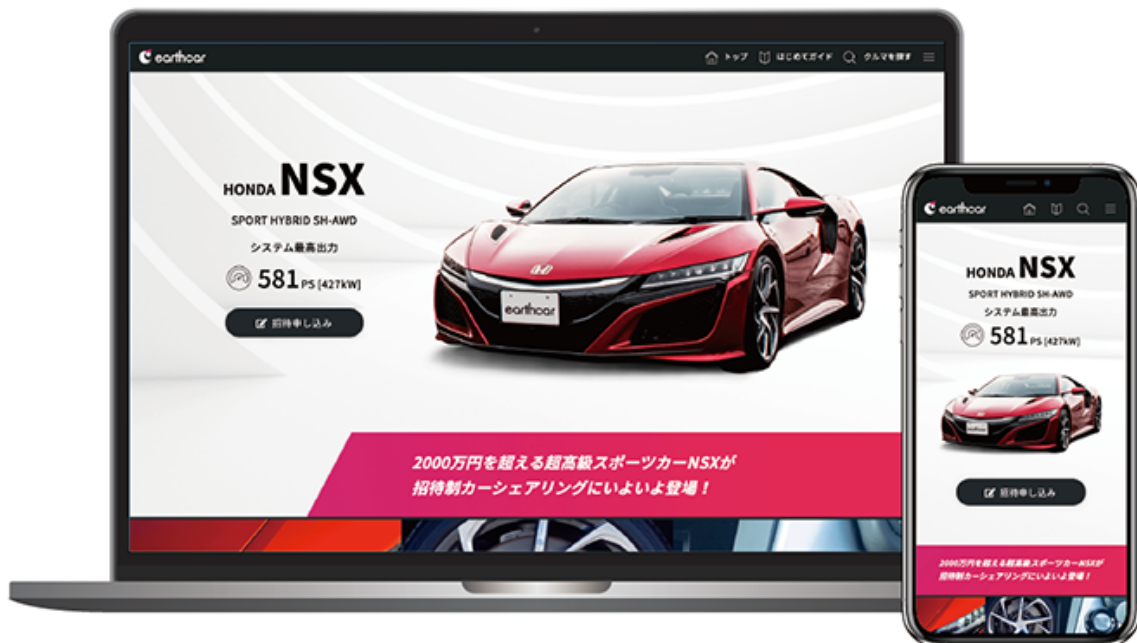 earthcar
トップ
はじめてガイド
クルマを探す
HONDA NSX
SPORT HYBRID SH-AWD
システム最高出力
581 PS [427kW]
招待申し込み
earthcar
2000万円を超える超高級スポーツカーNSXが
招待制カーシェアリングにいよいよ登場！
earthcar
HONDA NSX
SPORT HYBRID SH-AWD
システム最高出力
581 PS [427kW]
earthcar
招待申し込み
2000万円を超える超高級スポーツカーNSXが
招待制カーシェアリングにいよいよ登場！